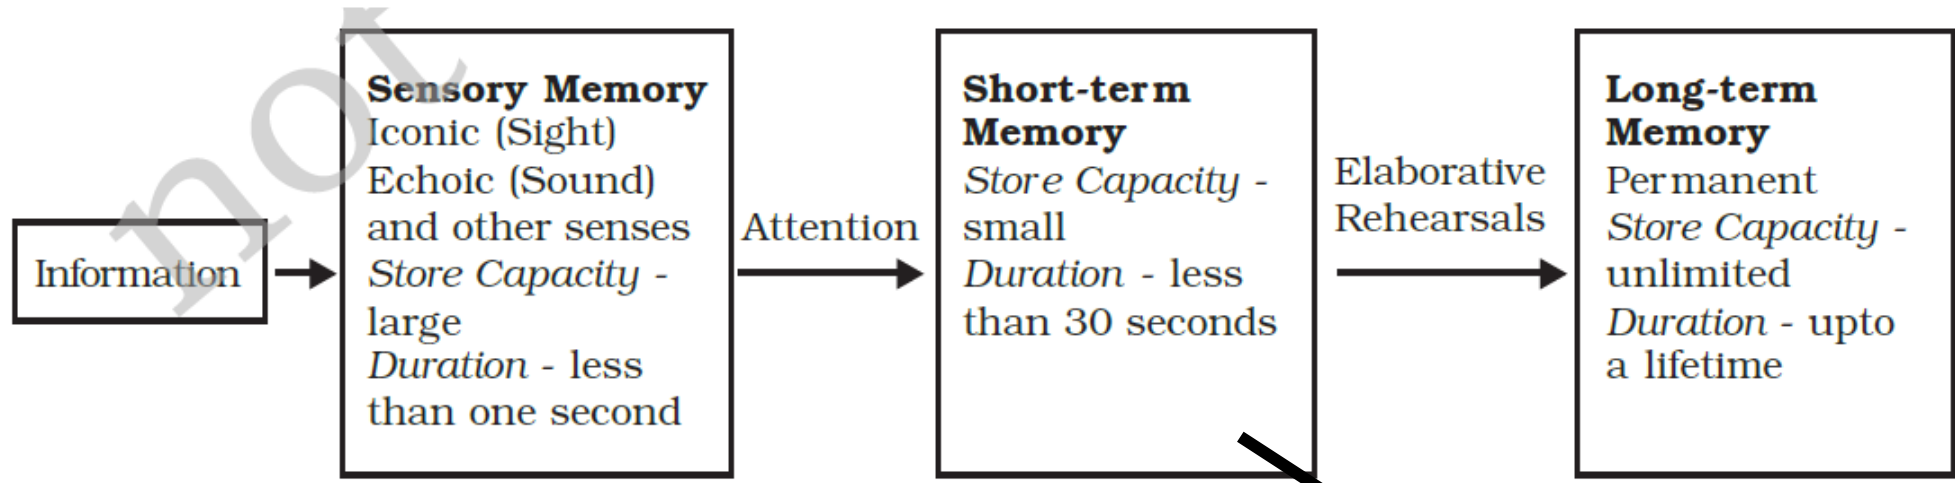 not
Information
Sensory Memory
Iconic (Sight)
Echoic (Sound)
and other senses
Store Capacity -
large
Duration - less
than one second
Attention
Short-term
Memory
Store Capacity -
small
Duration - less
than 30 seconds
Elaborative
Rehearsals
Long-term
Memory
Permanent
Store Capacity -
unlimited
Duration - upto
a lifetime